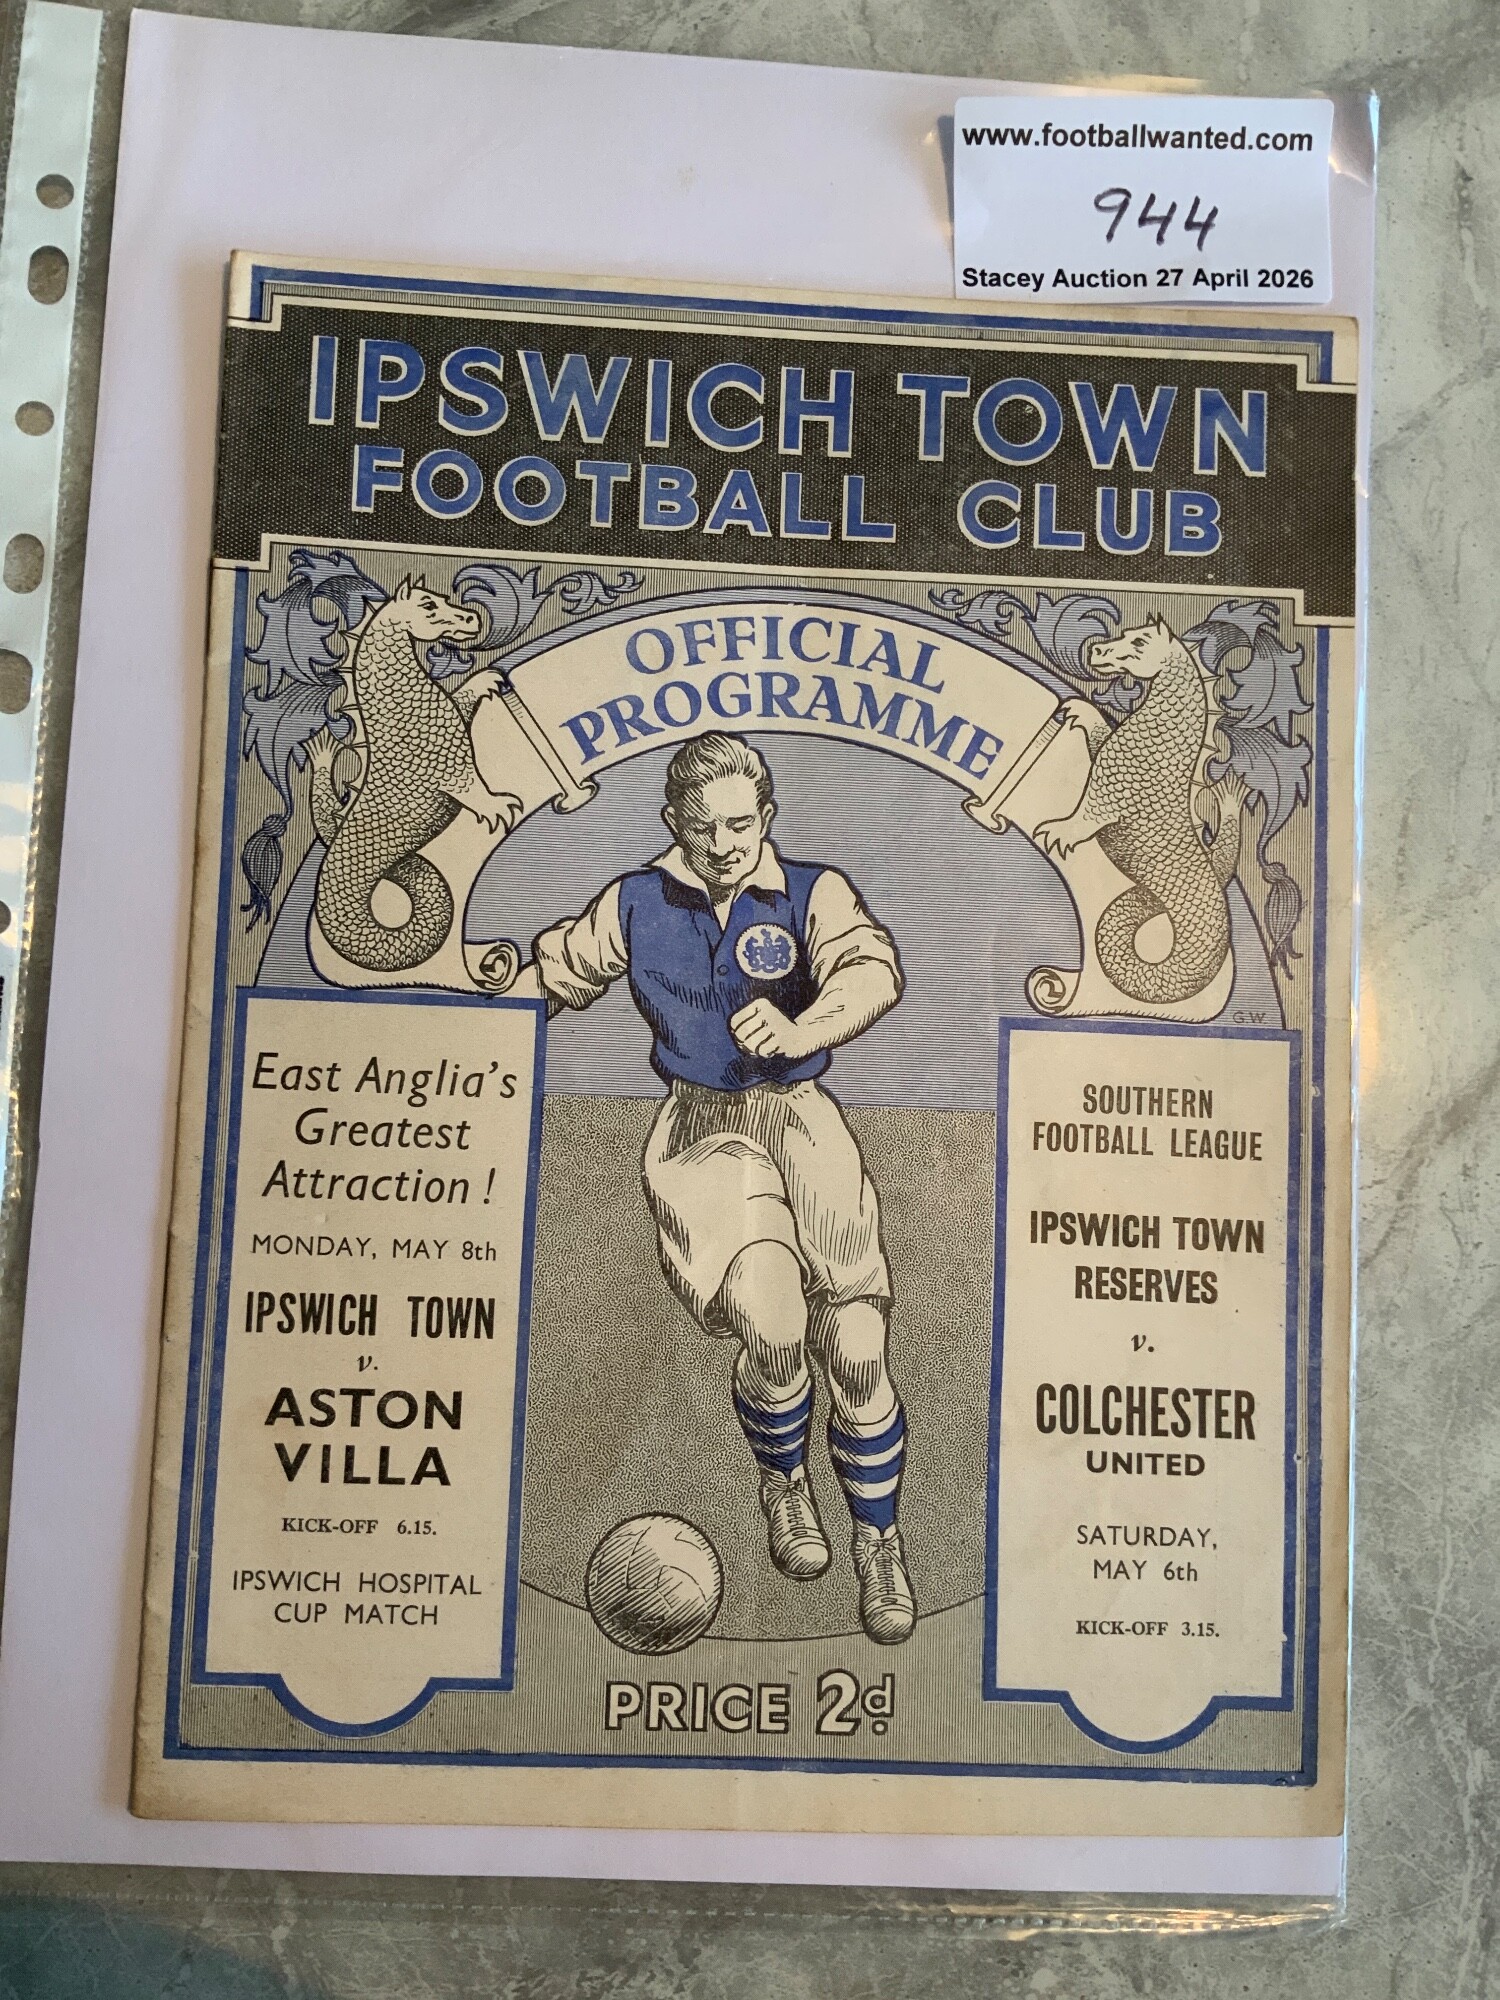 www.footballwanted.com
944
Stacey Auction 27 April 2026
IPSWICH TOWN
FOOTBALL CLUB
OFFICIAL
PROGRAMME
G.W.
East Anglia's
Greatest
Attraction !
MONDAY, MAY 8th
IPSWICH TOWN
v.
ASTON
VILLA
KICK-OFF 6.15.
IPSWICH HOSPITAL
CUP MATCH
SOUTHERN
FOOTBALL LEAGUE
IPSWICH TOWN
RESERVES
v.
COLCHESTER
UNITED
SATURDAY,
MAY 6th
KICK-OFF 3.15.
PRICE 2d.